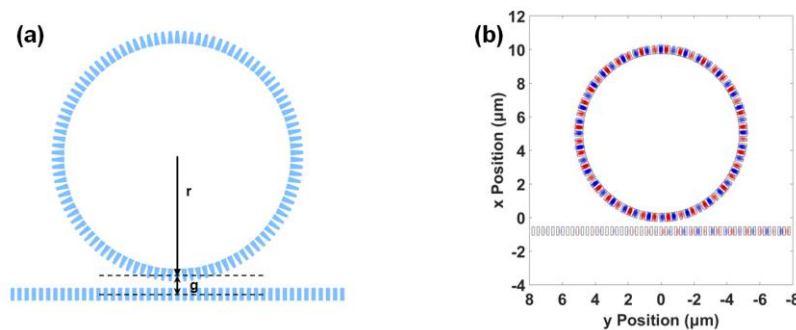 (a)
r
g
(b)
x Position (μm)
12
10
8
6
4
2
0
-2
-4
8 6 4 2 0 -2 -4 -6 -8
y Position (μm)